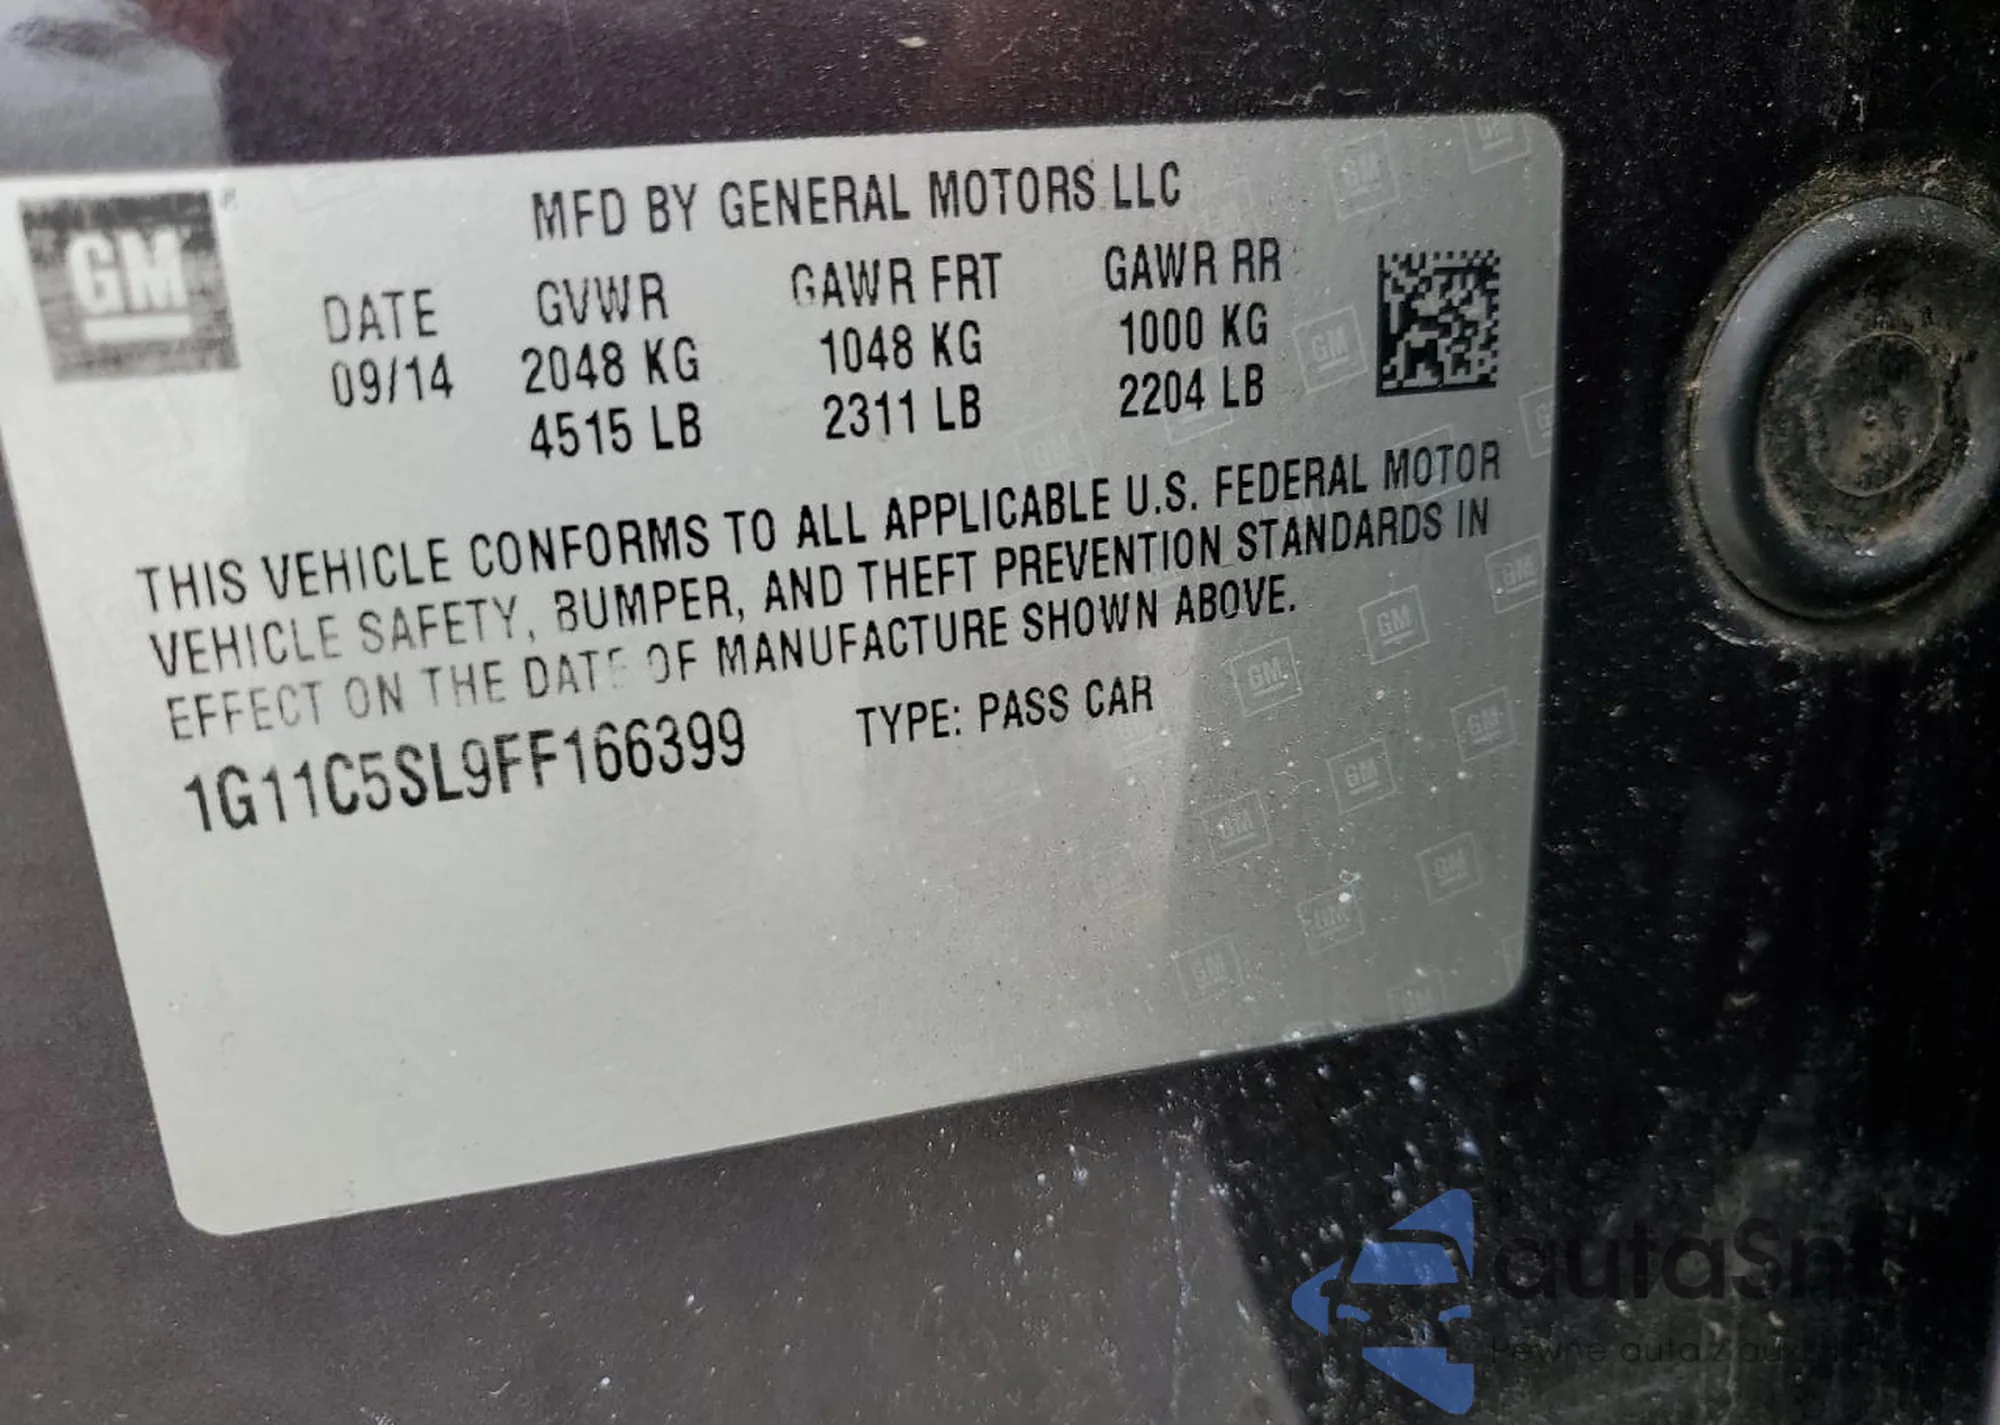 GM
MFD BY GENERAL MOTORS LLC
DATE GVWR GAWR FRT GAWR RR
09/14 2048 KG 1048 KG 1000 KG
4515 LB 2311 LB 2204 LB
THIS VEHICLE CONFORMS TO ALL APPLICABLE U.S. FEDERAL MOTOR
VEHICLE SAFETY, BUMPER, AND THEFT PREVENTION STANDARDS IN
EFFECT ON THE DATE OF MANUFACTURE SHOWN ABOVE.
1G11C5SL9FF166399 TYPE: PASS CAR
Pewne auta z